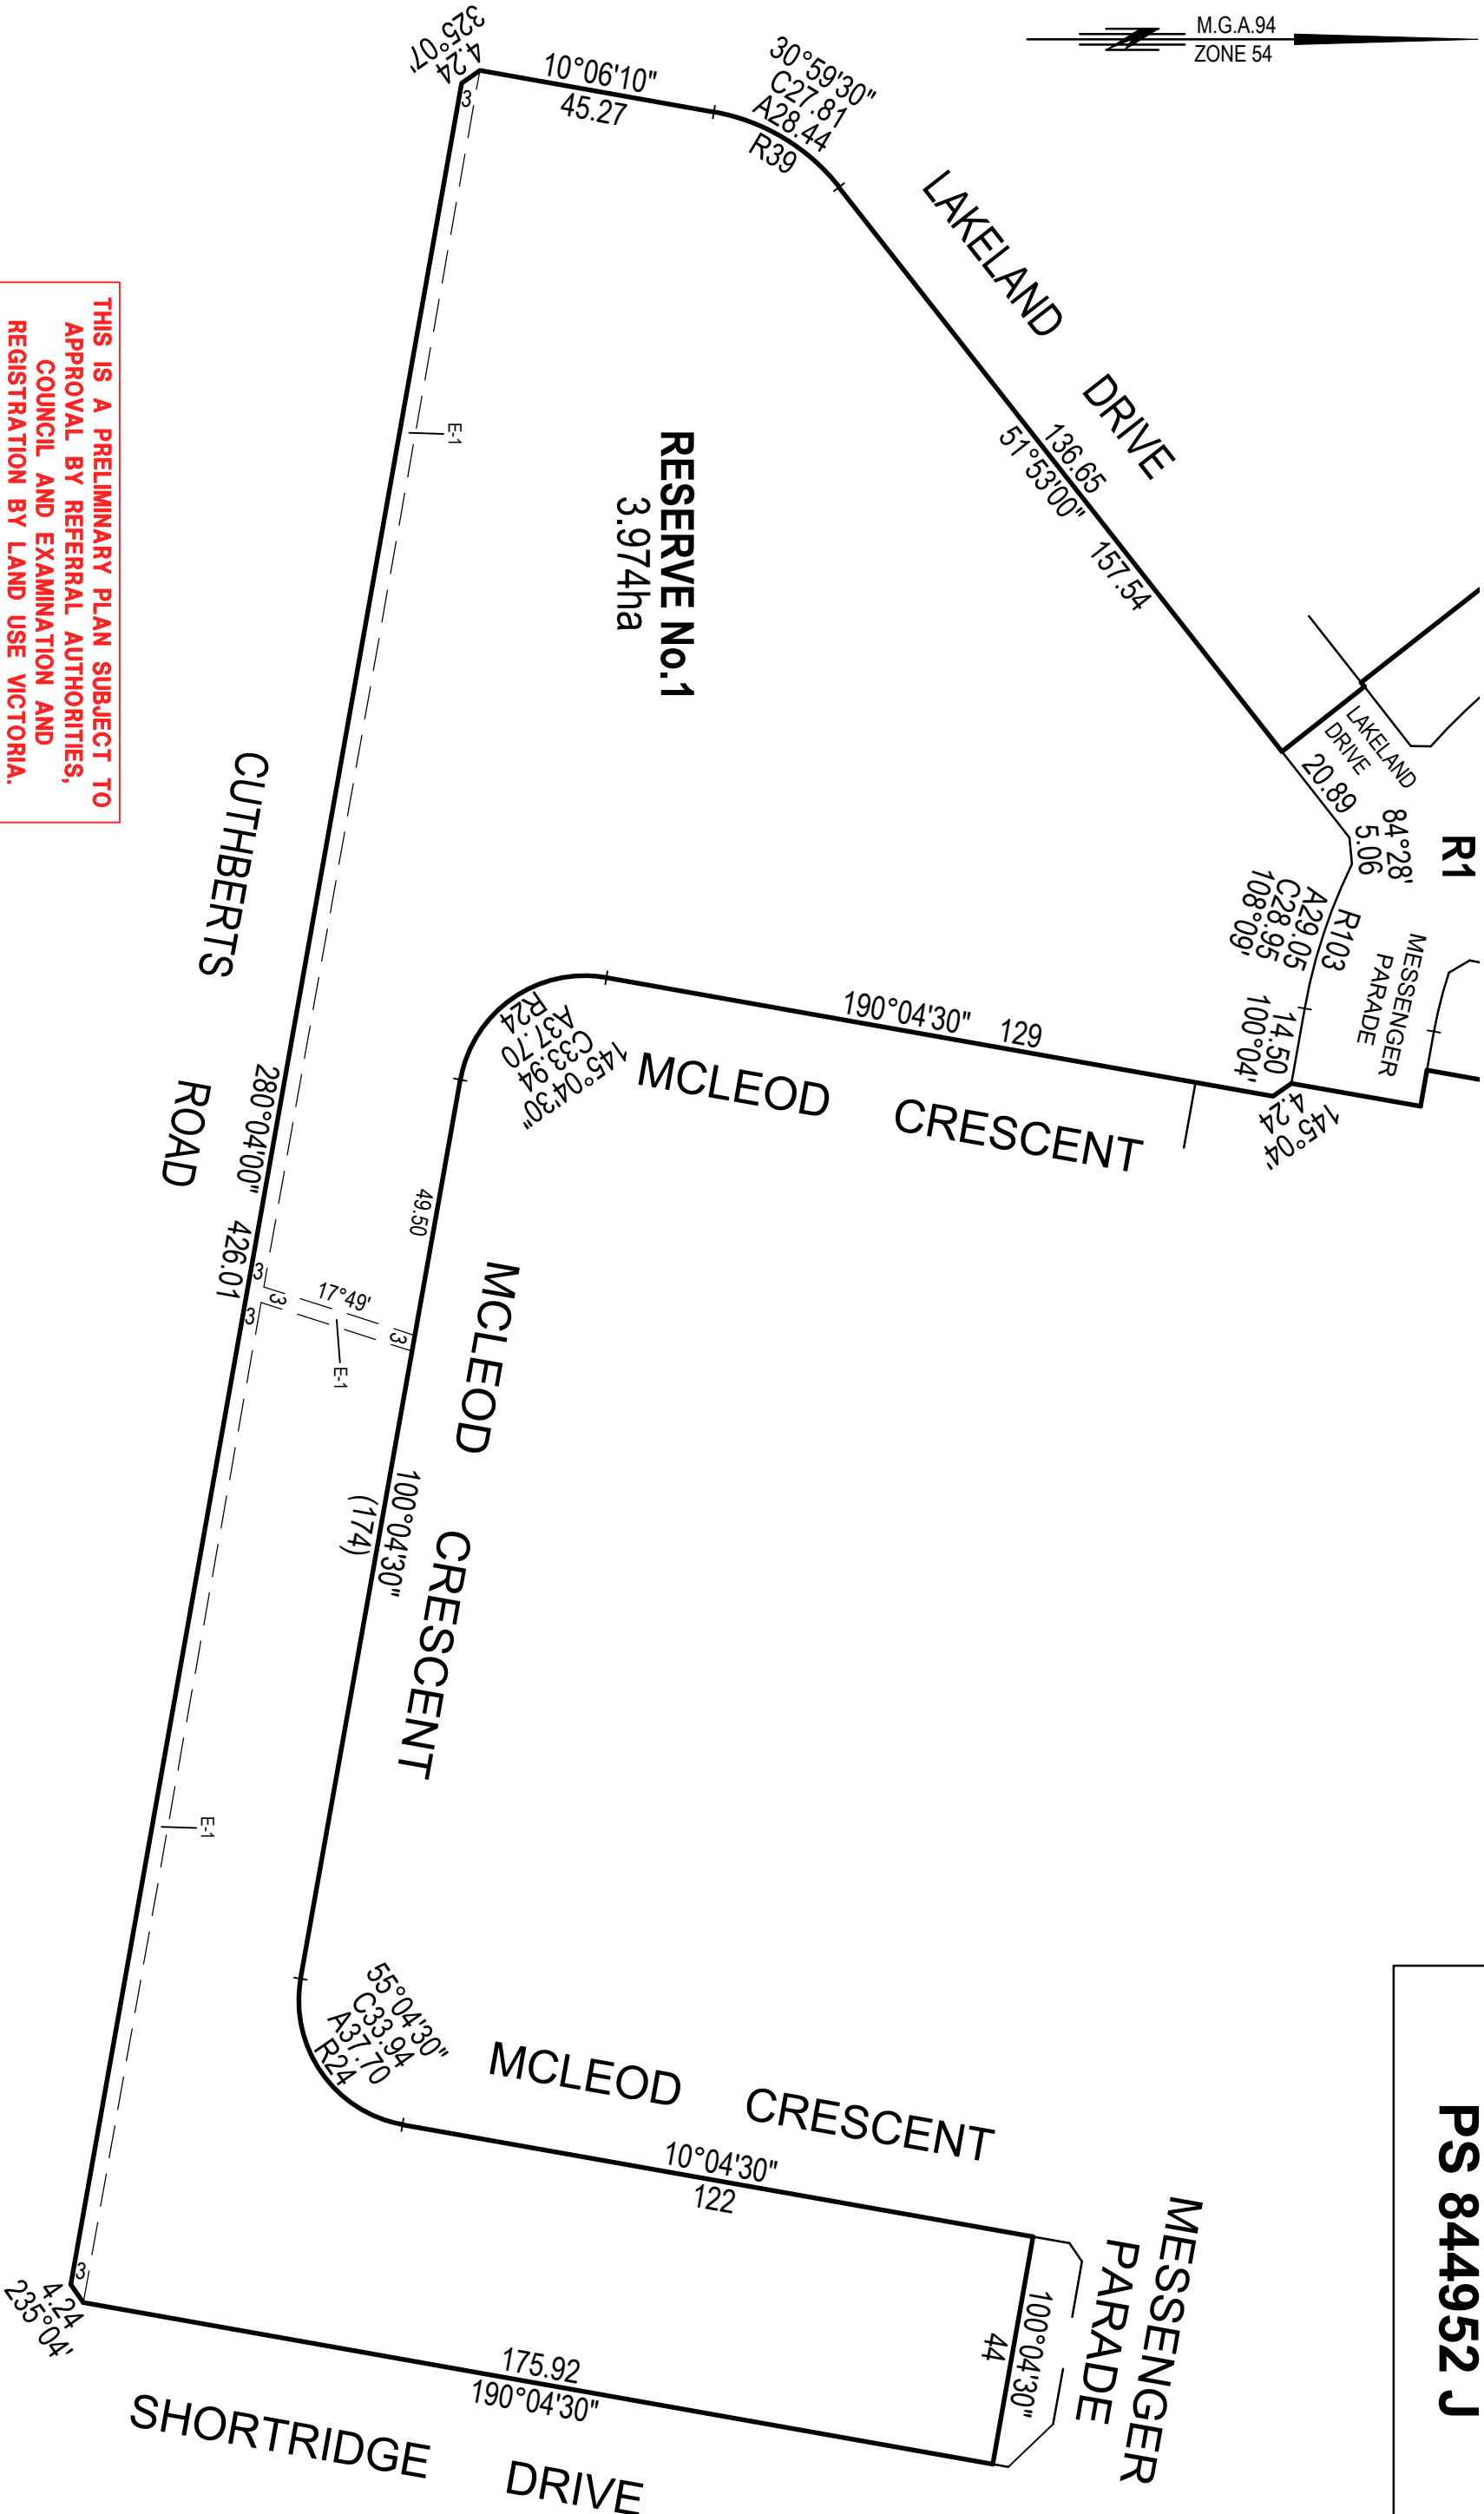 M.G.A.94
ZONE 54
325°07'
4.24
3
10°06'10"
45.27
30°59'30"
C27.81
A28.44
R39
LAKELAND DRIVE
136.65
51°53'00"
157.54
LAKELAND
DRIVE
20.89
84°28'
5.06
R1
R103
A29.05
C28.95
108°09'
MESSENGER
PARADE
14.50
100°04'
145°04'
4.24
E-1
RESERVE No.1
3.974ha
THIS IS A PRELIMINARY PLAN SUBJECT TO
APPROVAL BY REFERRAL AUTHORITIES,
COUNCIL AND EXAMINATION AND
REGISTRATION BY LAND USE VICTORIA.
CUTHBERTS ROAD
280°04'00" 426.01
190°04'30" 129
MCLEOD CRESCENT
145°04'30"
C33.94
A37.70
R24
49.50
3
3
3
17°49'
3
E-1
MCLEOD CRESCENT
100°04'30"
(174)
E-1
55°04'30"
C33.94
A37.70
R24
MCLEOD CRESCENT
10°04'30"
122
MESSENGER
PARADE
100°04'30"
44
3
4.24
235°04'
175.92
190°04'30"
SHORTRIDGE DRIVE
PS 844952 J